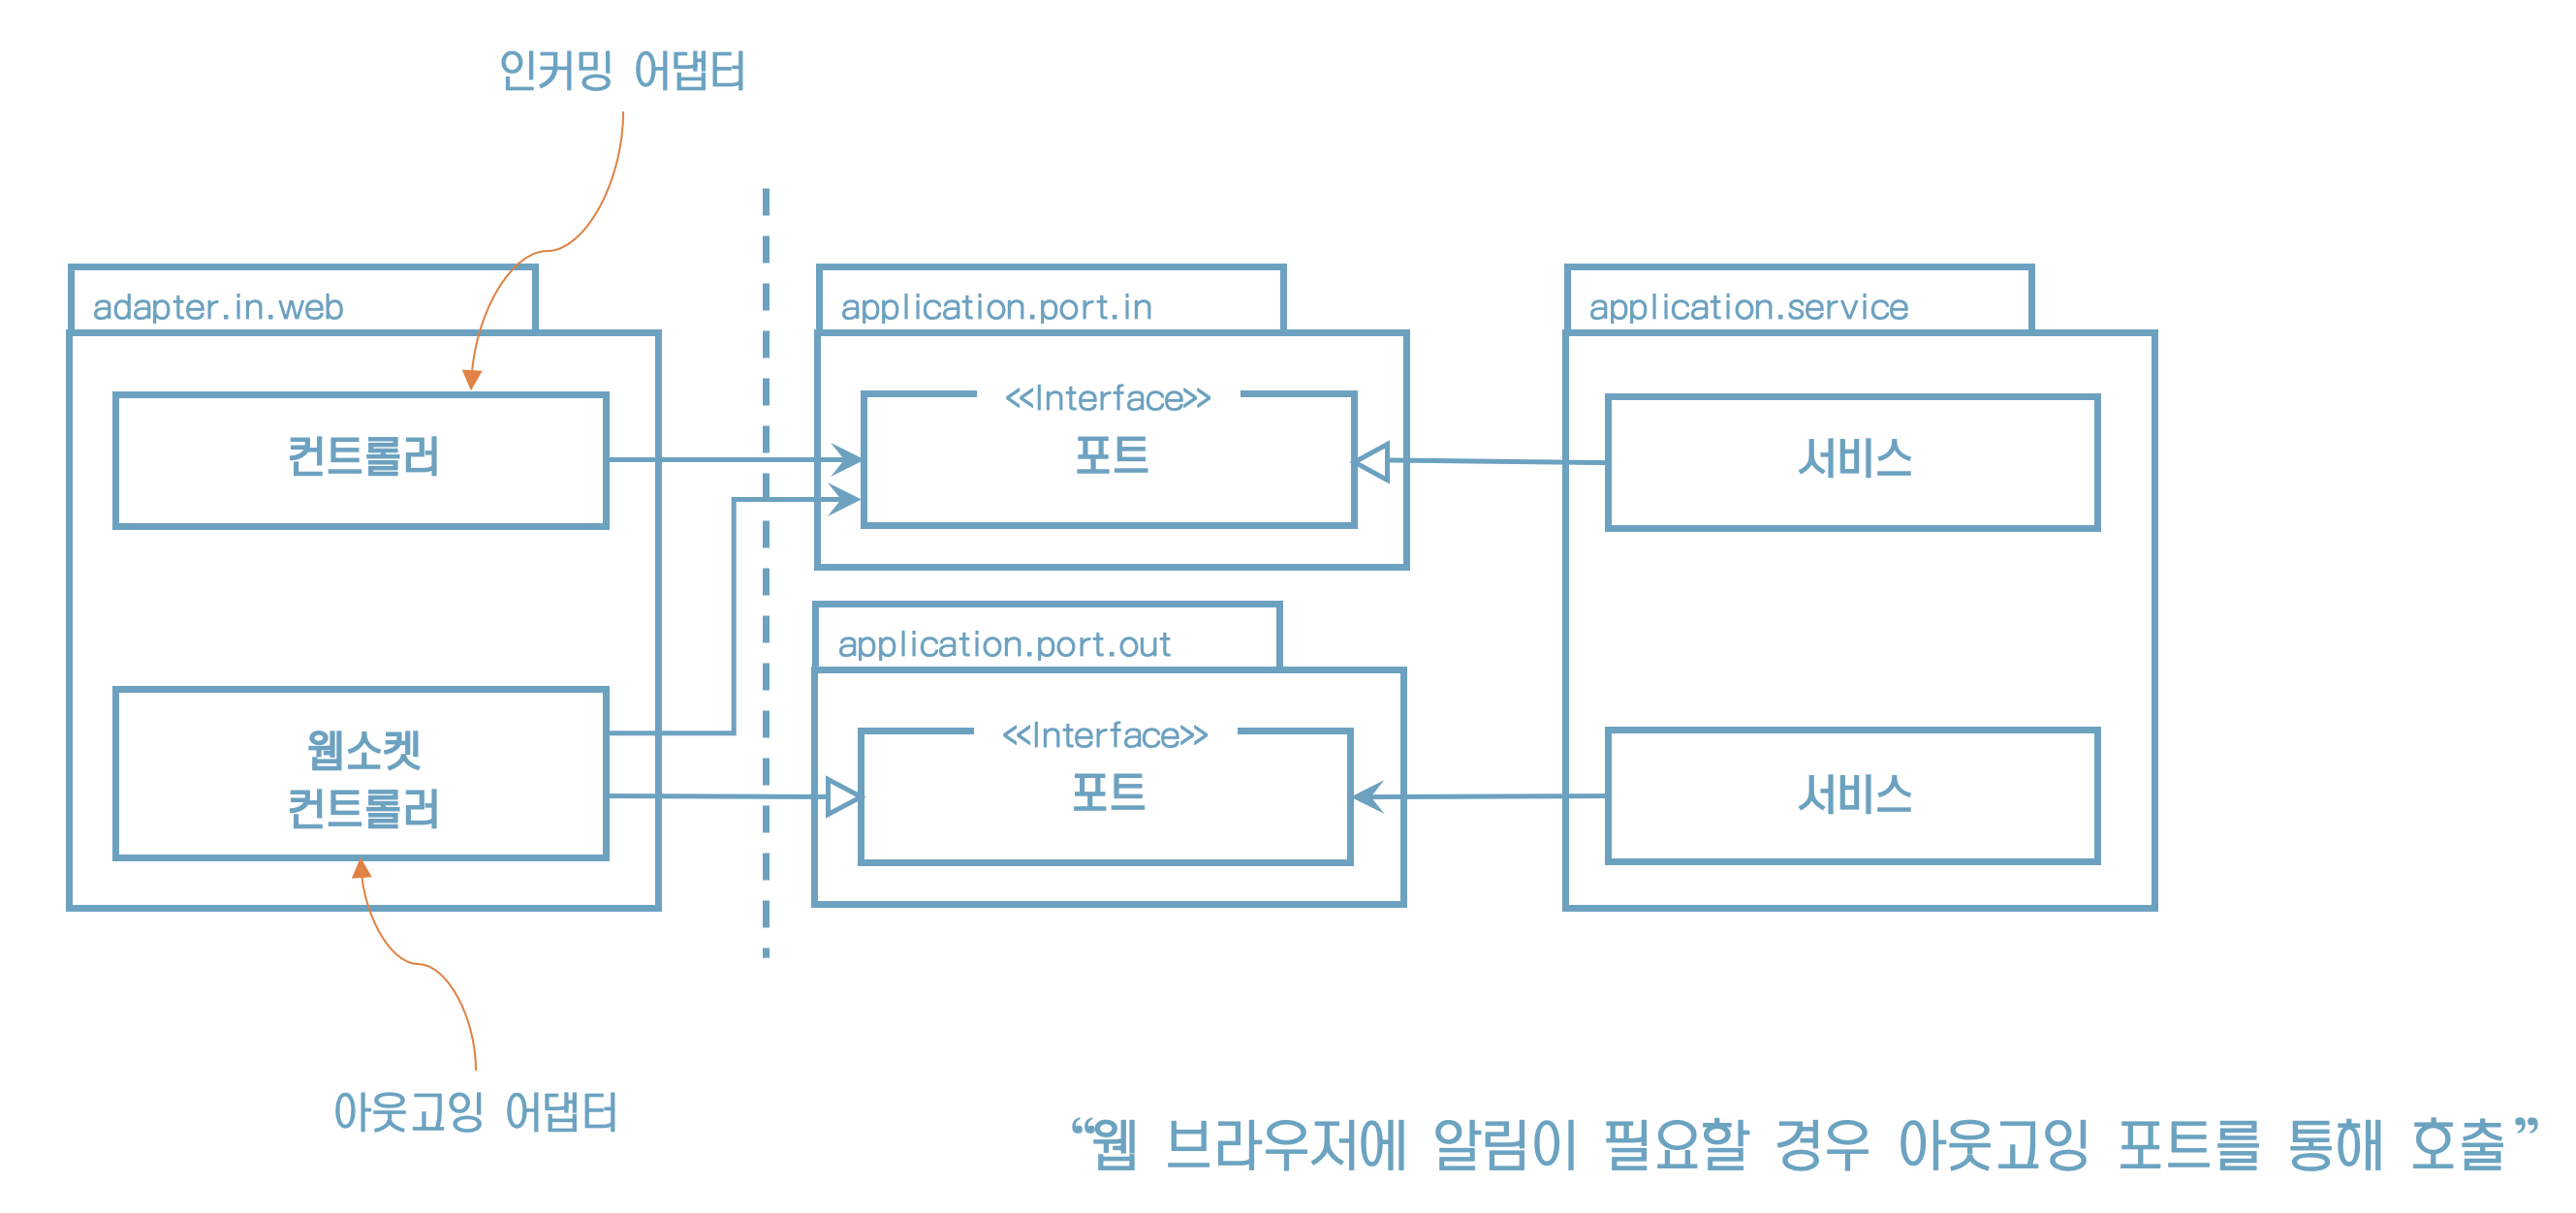 인커밍 어댑터
adapter.in.web
application.port.in
application.service
컨트롤러
<<Interface>>
포트
서비스
application.port.out
웹소켓
컨트롤러
<<Interface>>
포트
서비스
아웃고잉 어댑터
“웹 브라우저에 알림이 필요할 경우 아웃고잉 포트를 통해 호출”